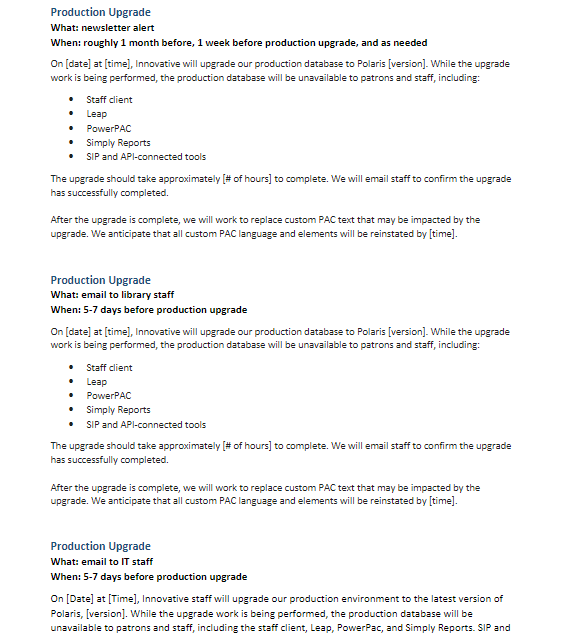 Production Upgrade
What: newsletter alert
When: roughly 1 month before, 1 week before production upgrade, and as needed
On [date] at [time], Innovative will upgrade our production database to Polaris [version]. While the upgrade
work is being performed, the production database will be unavailable to patrons and staff, including:
• Staff client
• Leap
• PowerPAC
• Simply Reports
• SIP and API-connected tools
The upgrade should take approximately [# of hours] to complete. We will email staff to confirm the upgrade
has successfully completed.
After the upgrade is complete, we will work to replace custom PAC text that may be impacted by the
upgrade. We anticipate that all custom PAC language and elements will be reinstated by [time].
Production Upgrade
What: email to library staff
When: 5-7 days before production upgrade
On [date] at [time], Innovative will upgrade our production database to Polaris [version]. While the upgrade
work is being performed, the production database will be unavailable to patrons and staff, including:
• Staff client
• Leap
• PowerPAC
• Simply Reports
• SIP and API-connected tools
The upgrade should take approximately [# of hours] to complete. We will email staff to confirm the upgrade
has successfully completed.
After the upgrade is complete, we will work to replace custom PAC text that may be impacted by the
upgrade. We anticipate that all custom PAC language and elements will be reinstated by [time].
Production Upgrade
What: email to IT staff
When: 5-7 days before production upgrade
On [Date] at [Time], Innovative staff will upgrade our production environment to the latest version of
Polaris, [version]. While the upgrade work is being performed, the production database will be
unavailable to patrons and staff, including the staff client, Leap, PowerPac, and Simply Reports. SIP and